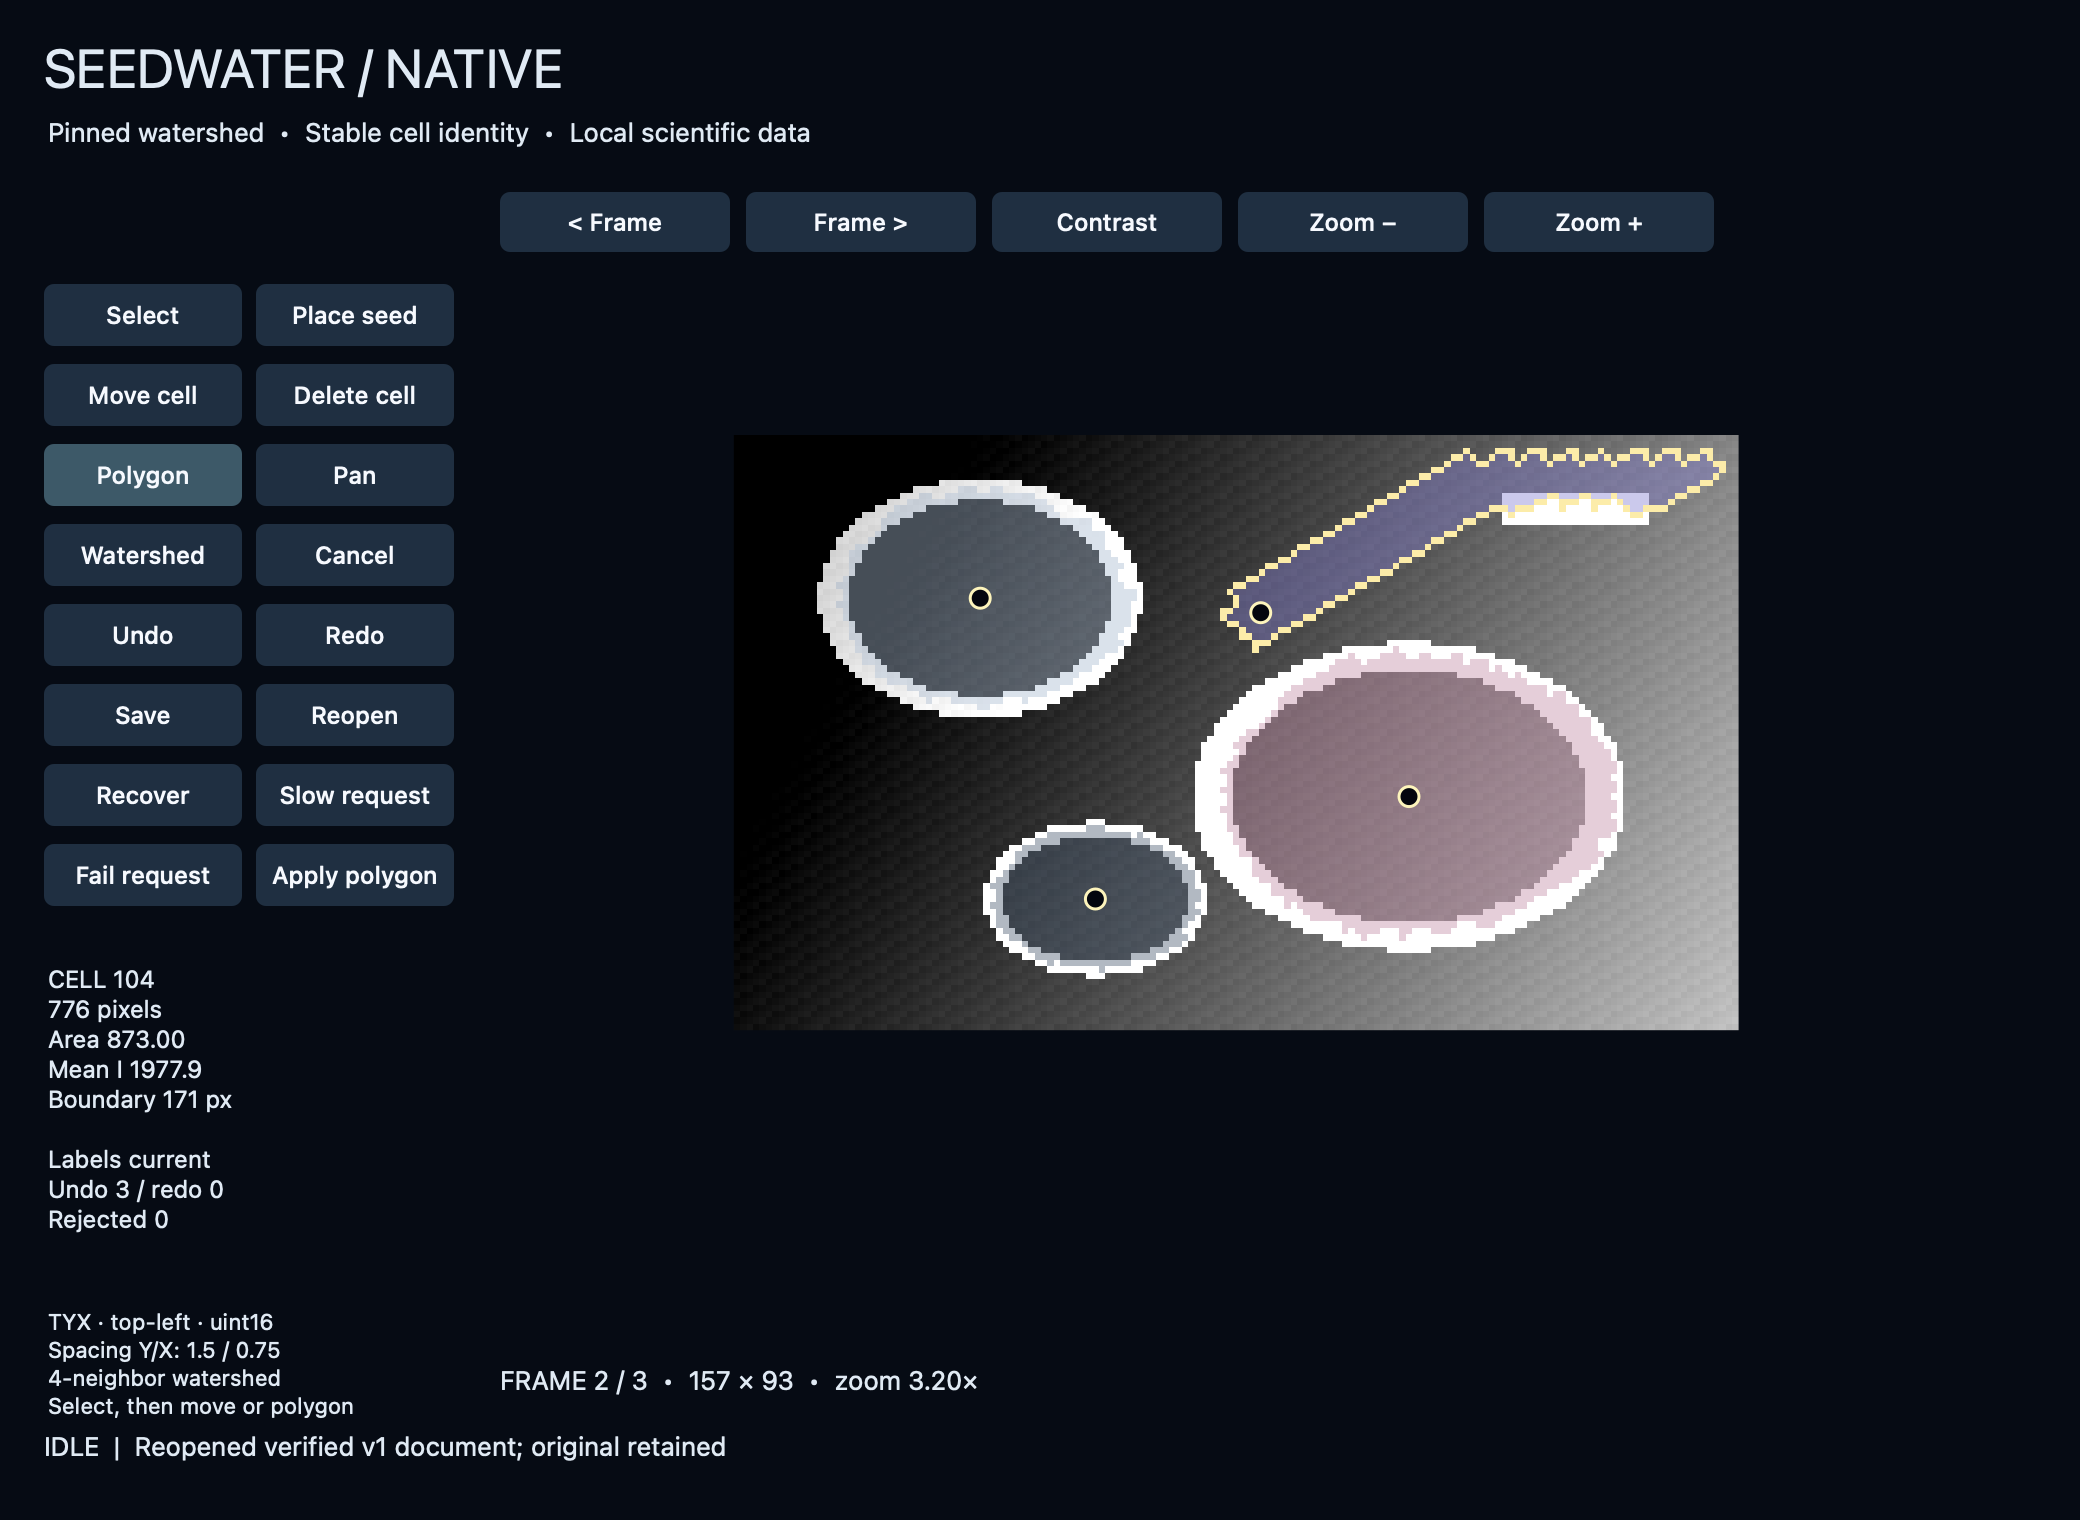 SEEDWATER / NATIVE
Pinned watershed • Stable cell identity • Local scientific data
< Frame
Frame >
Contrast
Zoom –
Zoom +
Select
Place seed
Move cell
Delete cell
Polygon
Pan
Watershed
Cancel
Undo
Redo
Save
Reopen
Recover
Slow request
Fail request
Apply polygon
CELL 104
776 pixels
Area 873.00
Mean I 1977.9
Boundary 171 px
Labels current
Undo 3 / redo 0
Rejected 0
TYX · top-left · uint16
Spacing Y/X: 1.5 / 0.75
4-neighbor watershed
Select, then move or polygon
FRAME 2 / 3 • 157 × 93 • zoom 3.20×
IDLE | Reopened verified v1 document; original retained